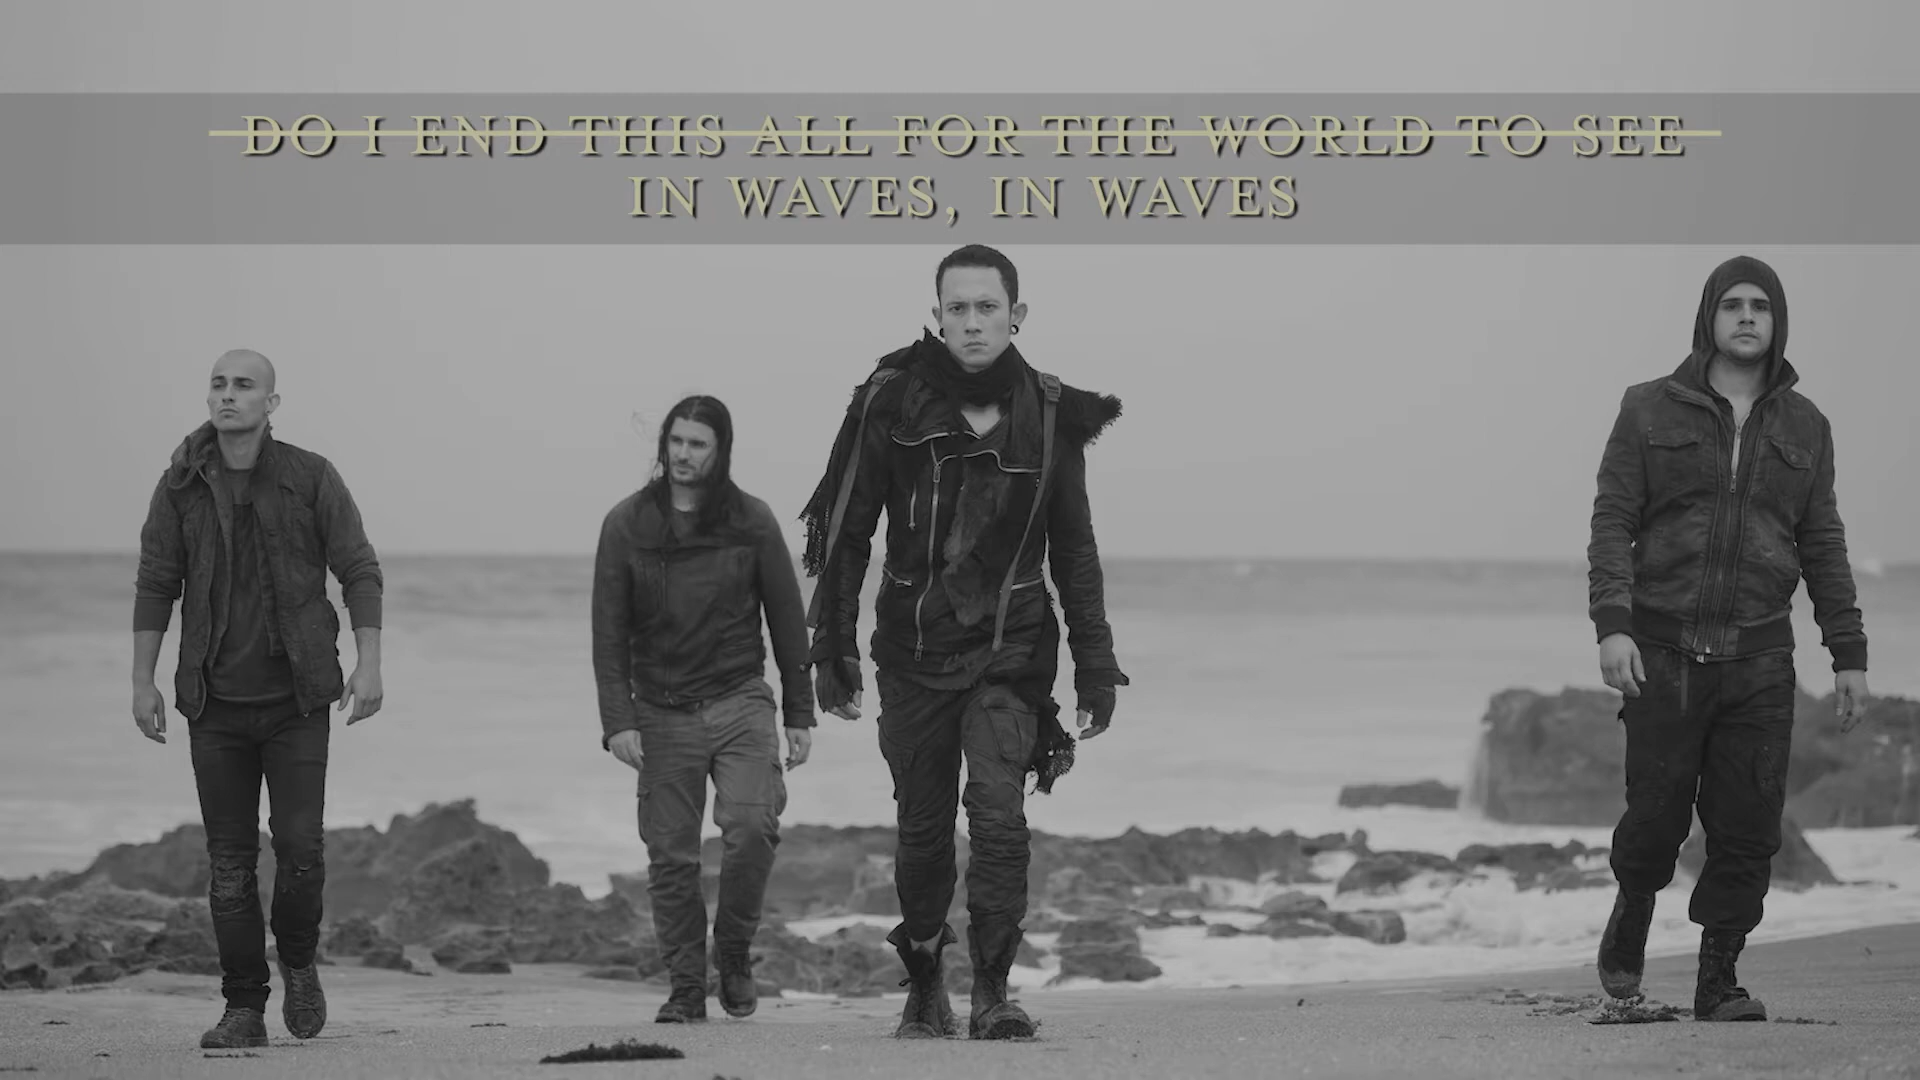 DO I END THIS ALL FOR THE WORLD TO SEE
IN WAVES, IN WAVES